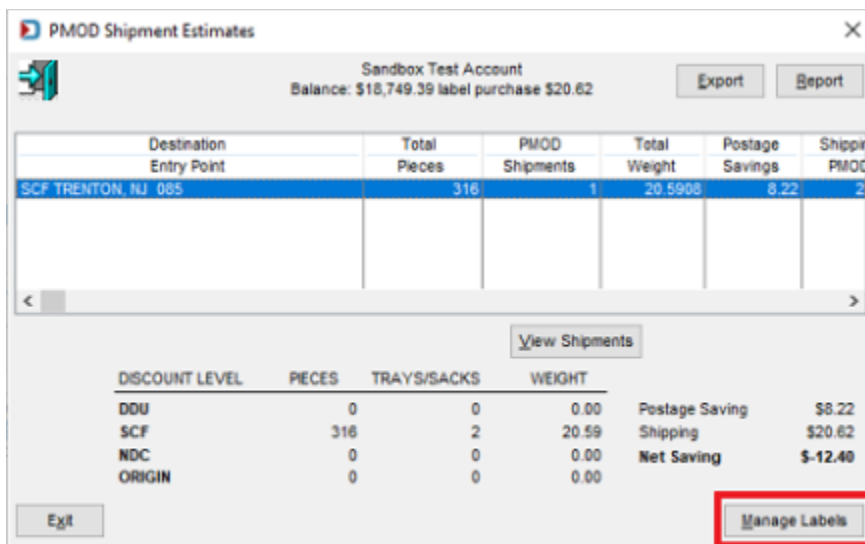 PMOD Shipment Estimates
Sandbox Test Account
Balance: $18,749.39 label purchase $20.62
Export Report
Destination Total PMOD Total Postage Shippin
Entry Point Pieces Shipments Weight Savings PMOD
SCF TRENTON, NJ 085 316 1 20.5908 8.22 2
View Shipments
DISCOUNT LEVEL PIECES TRAYS/SACKS WEIGHT
DDU 0 0 0.00 Postage Saving $8.22
SCF 316 2 20.59 Shipping $20.62
NDC 0 0 0.00 Net Saving $-12.40
ORIGIN 0 0 0.00
Exit Manage Labels